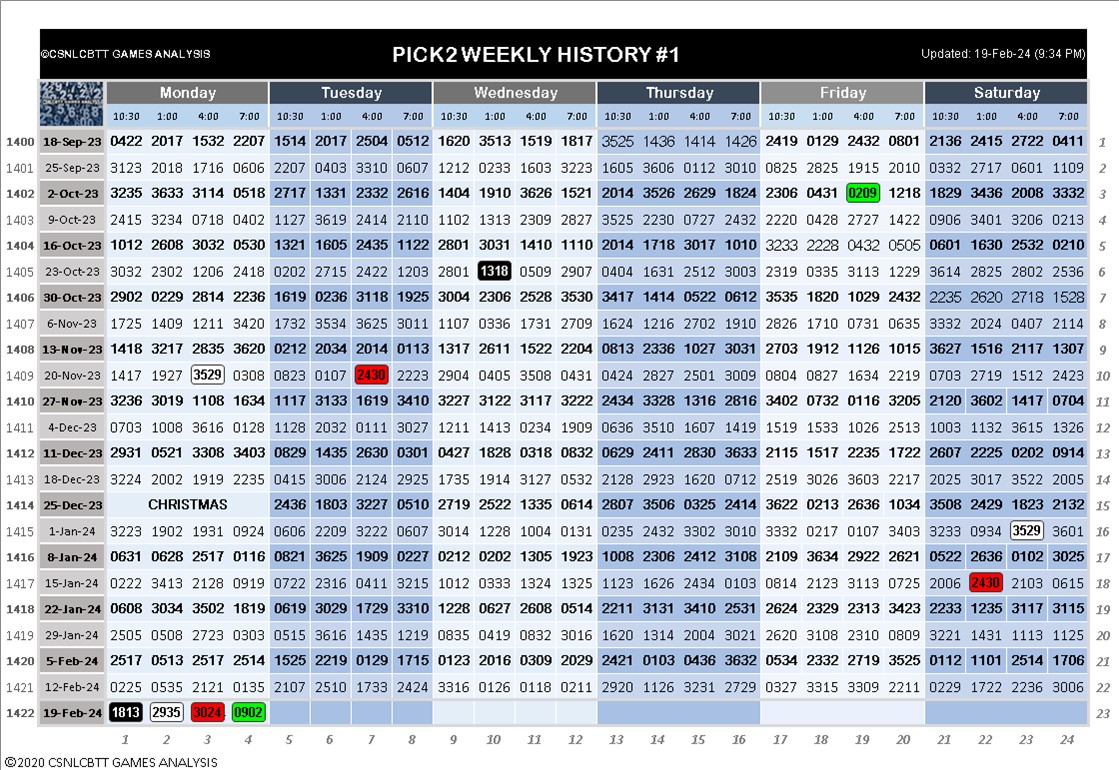 ©CSNLCBTT GAMES ANALYSIS PICK2 WEEKLY HISTORY #1 Updated: 19-Feb-24 (9:34 PM)
Monday Tuesday Wednesday Thursday Friday Saturday
10:30 1:00 4:00 7:00 10:30 1:00 4:00 8:00 10:30 1:00 4:00 7:00 10:30 1:00 4:00 7:00 10:30 1:00 4:00 7:00 10:30 1:00 4:00 7:00
1400 18-Sep-23 0422 2017 1532 2207 1514 2017 2504 0512 1620 3513 1519 1817 3525 1436 1414 1426 2419 0129 2432 0801 2136 2415 2722 0411 1
1401 25-Sep-23 3123 2018 1716 0606 2207 0403 3310 0607 1212 0233 1603 3223 1605 3606 0112 3010 0825 2825 1915 2010 0332 2717 0601 1109 2
1402 2-Oct-23 3235 3633 3114 0518 2717 1331 2332 2616 1404 1910 3626 1521 2014 3526 2629 1824 2306 0431 0209 1218 1829 3436 2008 3332 3
1403 9-Oct-23 2415 3234 0718 0402 1127 3619 2414 2110 1102 1313 2309 2827 3525 2230 0727 2432 2220 0428 2727 1422 0906 3401 3206 0213 4
1404 16-Oct-23 1012 2608 3032 0530 1321 1605 2435 1122 2801 3031 1410 1110 2014 1718 3017 1010 3233 2228 0432 0505 0601 1630 2532 0210 5
1405 23-Oct-23 3032 2302 1206 2418 0202 2715 2422 1203 2801 1318 0509 2907 0404 1631 2512 3003 2319 0335 3113 1229 3614 2825 2802 2536 6
1406 30-Oct-23 2902 0229 2814 2236 1619 0236 3118 1925 3004 2306 2528 3530 3417 1414 0522 0612 3535 1820 1029 2432 2235 2620 2718 1528 7
1407 6-Nov-23 1725 1409 1211 3420 1732 3534 3625 3011 1107 0336 1731 2709 1624 1216 2702 1910 2826 1710 0731 0635 3332 2024 0407 2114 8
1408 13-Nov-23 1418 3217 2835 3620 0212 2034 2014 0113 1317 2611 1522 2204 0813 2336 1027 3031 2703 1912 1126 1015 3627 1516 2117 1307 9
1409 20-Nov-23 1417 1927 3529 0308 0823 0107 2430 2223 2904 0405 3508 0431 0424 2827 2501 3009 0804 0927 1634 2219 0703 2719 1512 2423 10
1410 27-Nov-23 3236 3019 1108 1634 1117 3133 1619 3410 3227 3122 3117 3222 2434 3328 1316 2816 3402 0732 0116 3205 2120 3602 1417 0704 11
1411 4-Dec-23 0703 1008 3616 0128 1128 2032 0111 3027 1211 1413 0234 1909 0636 3510 1607 1419 1519 1533 1026 2513 1003 1132 3615 1326 12
1412 11-Dec-23 2931 0521 3308 3403 0829 1435 2630 0301 0427 1828 0318 0832 0629 2411 2830 3633 2115 1517 2235 1722 2607 2225 0202 0914 13
1413 18-Dec-23 3224 2002 1919 2235 0415 3006 2124 2925 1735 1914 3127 0532 2128 2923 1620 0712 2519 3026 3603 2217 2025 3017 3522 2005 14
1414 25-Dec-23 CHRISTMAS 2436 1803 3227 0510 2719 2522 1335 0614 2807 3506 0325 2414 3622 0213 2636 1034 3508 2429 1823 2132 15
1415 1-Jan-24 3223 1902 1931 0924 0606 2209 3222 0607 3014 1228 1004 0131 0235 2432 3302 3010 3332 0217 0107 3403 3233 0934 3529 3601 16
1416 8-Jan-24 0631 0628 2517 0116 0821 3625 1909 0227 0212 0202 1305 1923 1008 2306 2412 3108 2109 3634 2922 2621 0522 2636 0102 3025 17
1417 15-Jan-24 0222 3413 2128 0919 0722 2316 0411 3215 1012 0333 1324 1325 1123 1626 2434 0103 0814 2123 3113 0725 2006 2430 2103 0615 18
1418 22-Jan-24 0608 3034 3502 1819 0619 3029 1729 3310 1228 0627 2608 0514 2211 3131 3410 2531 2624 2329 2313 3423 2233 1235 3117 3115 19
1419 29-Jan-24 2505 0508 2723 0303 0515 3616 1435 1219 0835 0419 0832 3016 1620 1314 2004 3021 2620 3108 2310 0809 3221 1431 1113 1125 20
1420 5-Feb-24 2517 0513 2517 2514 1525 2219 0129 1715 0123 2016 0309 2029 2421 0103 0436 3632 0534 2332 2719 3525 0112 1101 2514 1706 21
1421 12-Feb-24 0225 0535 2121 0135 2107 2510 1733 2424 3316 0126 0118 0211 2920 1126 3231 2729 0327 3315 3309 2211 0229 1722 2236 3006 22
1422 19-Feb-24 1813 2935 3024 0902 23
1 2 3 4 5 6 7 8 9 10 11 12 13 14 15 16 17 18 19 20 21 22 23 24
©2020 CSNLCBTT GAMES ANALYSIS